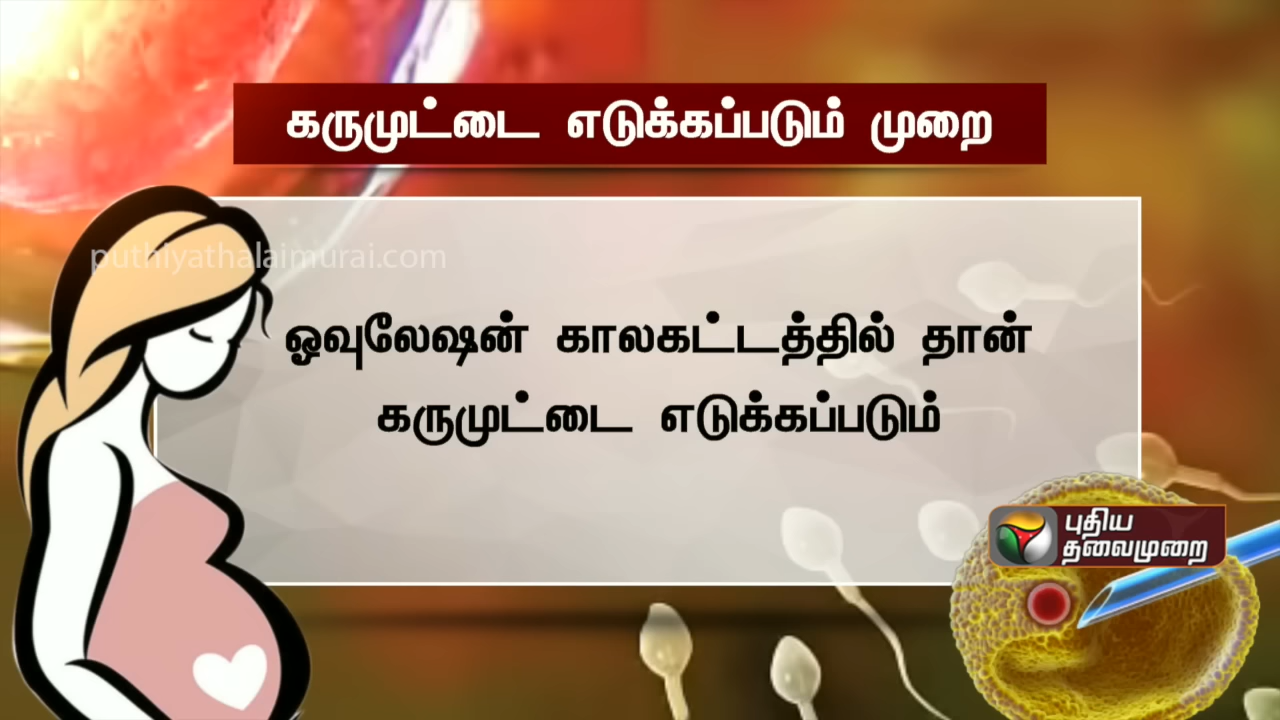 கருமுட்டை எடுக்கப்படும் முறை
puthiyathalaimurai.com
ஓவுலேஷன் காலகட்டத்தில் தான்
கருமுட்டை எடுக்கப்படும்
புதிய
தலைமுறை